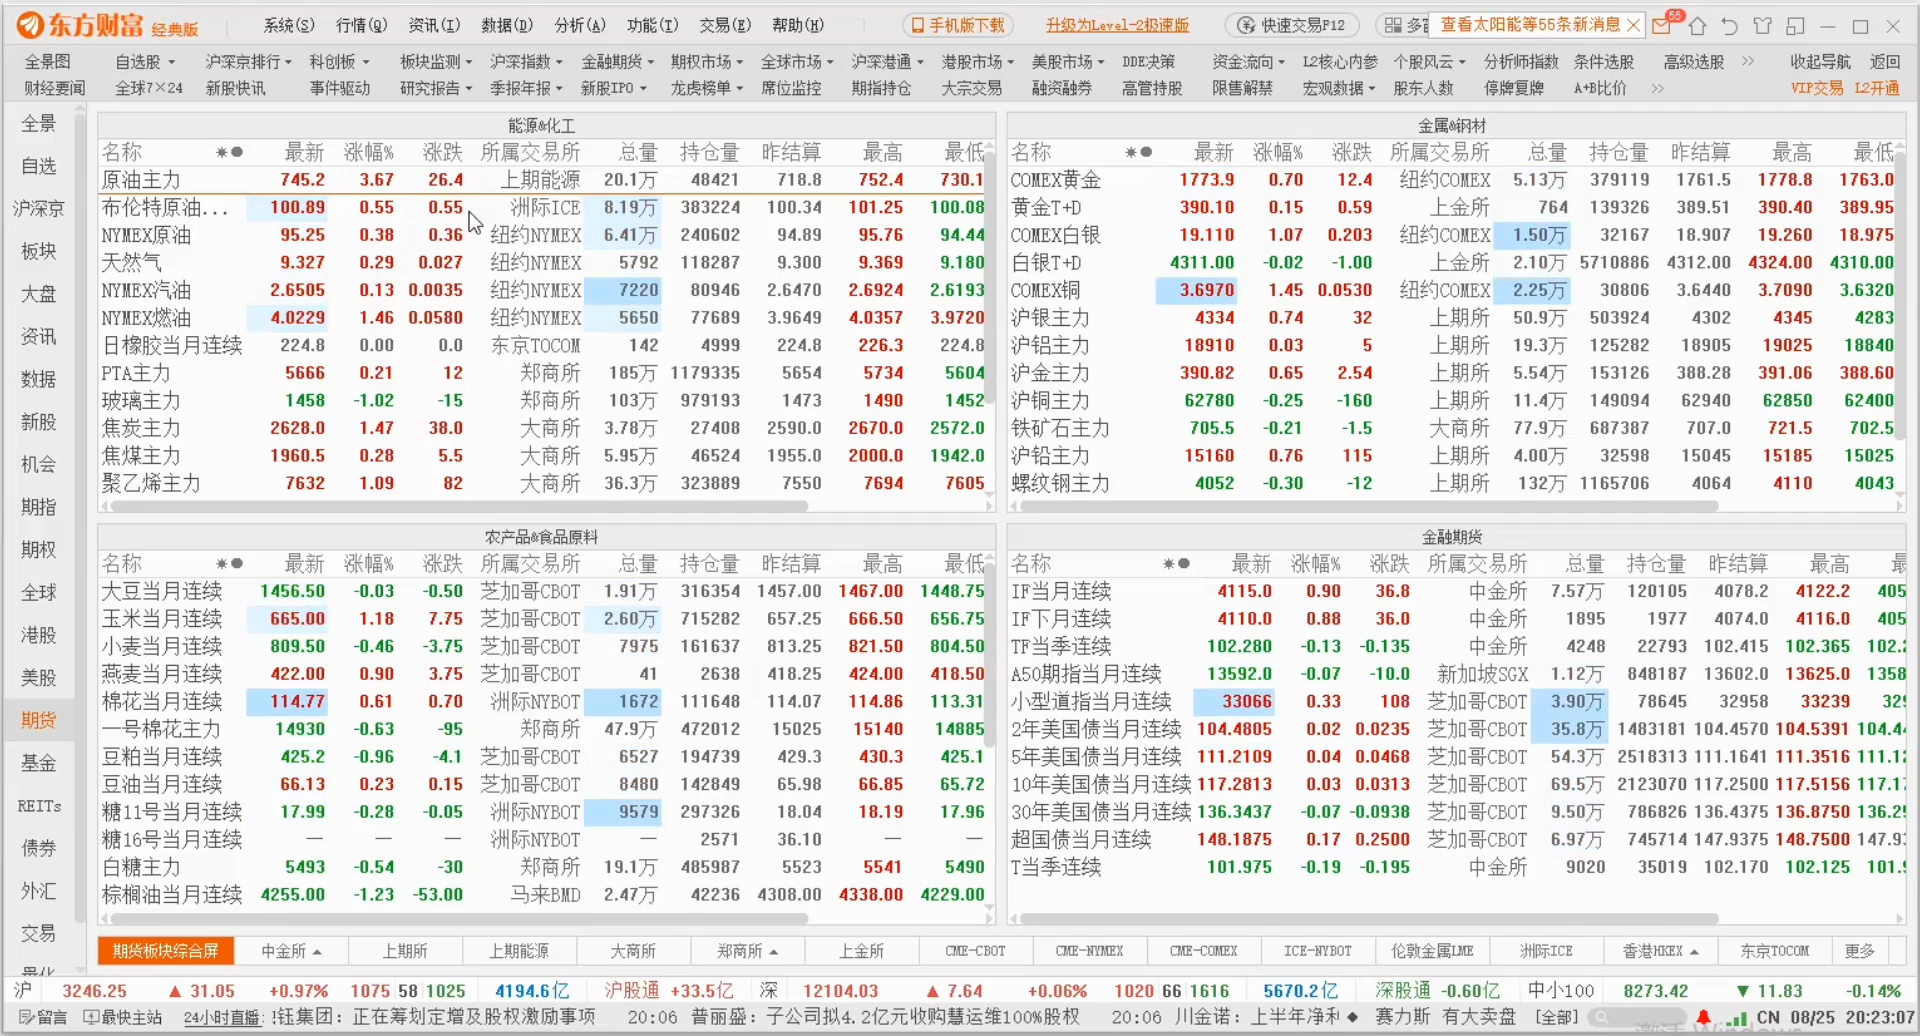 东方财富 经典版 系统(S) 行情(Q) 资讯(I) 数据(D) 分析(A) 功能(T) 交易(E) 帮助(H) 手机版下载 升级为Level-2极速版 快速交易F12 查看太阳能等55条新消息 55
全景图 自选股 沪深京排行 科创板 板块监测 沪深指数 金融期货 期权市场 全球市场 沪深港通 港股市场 美股市场 DDE决策 资金流向 L2核心内参 个股风云 分析师指数 条件选股 高级选股 收起导航 返回
财经要闻 全球7×24 新股快讯 事件驱动 研究报告 季报年报 新股IPO 龙虎榜单 席位监控 期指持仓 大宗交易 融资融券 高管持股 限售解禁 宏观数据 股东人数 停牌复牌 A+B比价 VIP交易 L2开通
全景
自选
沪深京
板块
大盘
资讯
数据
新股
机会
期指
期权
全球
港股
美股
期货
基金
REITs
债券
外汇
交易
能源&化工
名称 最新 涨幅% 涨跌 所属交易所 总量 持仓量 昨结算 最高 最低
原油主力 745.2 3.67 26.4 上期能源 20.1万 48421 718.8 752.4 730.1
布伦特原油... 100.89 0.55 0.55 洲际ICE 8.19万 383224 100.34 101.25 100.08
NYMEX原油 95.25 0.38 0.36 纽约NYMEX 6.41万 240602 94.89 95.76 94.44
天然气 9.327 0.29 0.027 纽约NYMEX 5792 118287 9.300 9.369 9.180
NYMEX汽油 2.6505 0.13 0.0035 纽约NYMEX 7220 80946 2.6470 2.6924 2.6193
NYMEX燃油 4.0229 1.46 0.0580 纽约NYMEX 5650 77689 3.9649 4.0357 3.9720
日橡胶当月连续 224.8 0.00 0.0 东京TOCOM 142 4999 224.8 226.3 224.8
PTA主力 5666 0.21 12 郑商所 185万 1179335 5654 5734 5604
玻璃主力 1458 -1.02 -15 郑商所 103万 979193 1473 1490 1452
焦炭主力 2628.0 1.47 38.0 大商所 3.78万 27408 2590.0 2670.0 2572.0
焦煤主力 1960.5 0.28 5.5 大商所 5.95万 46524 1955.0 2000.0 1942.0
聚乙烯主力 7632 1.09 82 大商所 36.3万 323889 7550 7694 7605
金属&钢材
名称 最新 涨幅% 涨跌 所属交易所 总量 持仓量 昨结算 最高 最低
COMEX黄金 1773.9 0.70 12.4 纽约COMEX 5.13万 379119 1761.5 1778.8 1763.0
黄金T+D 390.10 0.15 0.59 上金所 764 139326 389.51 390.40 389.95
COMEX白银 19.110 1.07 0.203 纽约COMEX 1.50万 32167 18.907 19.260 18.975
白银T+D 4311.00 -0.02 -1.00 上金所 2.10万 5710886 4312.00 4324.00 4310.00
COMEX铜 3.6970 1.45 0.0530 纽约COMEX 2.25万 30806 3.6440 3.7090 3.6320
沪银主力 4334 0.74 32 上期所 50.9万 503924 4302 4345 4283
沪铝主力 18910 0.03 5 上期所 19.3万 125282 18905 19025 18840
沪金主力 390.82 0.65 2.54 上期所 5.54万 153126 388.28 391.06 388.60
沪铜主力 62780 -0.25 -160 上期所 11.4万 149094 62940 62850 62400
铁矿石主力 705.5 -0.21 -1.5 大商所 77.9万 687387 707.0 721.5 702.5
沪铅主力 15160 0.76 115 上期所 4.00万 32598 15045 15185 15025
螺纹钢主力 4052 -0.30 -12 上期所 132万 1165706 4064 4110 4043
农产品&食品原料
名称 最新 涨幅% 涨跌 所属交易所 总量 持仓量 昨结算 最高 最低
大豆当月连续 1456.50 -0.03 -0.50 芝加哥CBOT 1.91万 316354 1457.00 1467.00 1448.75
玉米当月连续 665.00 1.18 7.75 芝加哥CBOT 2.60万 715282 657.25 666.50 656.75
小麦当月连续 809.50 -0.46 -3.75 芝加哥CBOT 7975 161637 813.25 821.50 804.50
燕麦当月连续 422.00 0.90 3.75 芝加哥CBOT 41 2638 418.25 424.00 418.50
棉花当月连续 114.77 0.61 0.70 洲际NYBOT 1672 111648 114.07 114.86 113.31
一号棉花主力 14930 -0.63 -95 郑商所 47.9万 472012 15025 15140 14885
豆粕当月连续 425.2 -0.96 -4.1 芝加哥CBOT 6527 194739 429.3 430.3 425.1
豆油当月连续 66.13 0.23 0.15 芝加哥CBOT 8480 142849 65.98 66.85 65.72
糖11号当月连续 17.99 -0.28 -0.05 洲际NYBOT 9579 297326 18.04 18.19 17.96
糖16号当月连续 — — — 洲际NYBOT 2571 36.10 — —
白糖主力 5493 -0.54 -30 郑商所 19.1万 485987 5523 5541 5490
棕榈油当月连续 4255.00 -1.23 -53.00 马来BMD 2.47万 42236 4308.00 4338.00 4229.00
金融期货
名称 最新 涨幅% 涨跌 所属交易所 总量 持仓量 昨结算 最高
IF当月连续 4115.0 0.90 36.8 中金所 7.57万 120105 4078.2 4122.2 405
IF下月连续 4110.0 0.88 36.0 中金所 1895 1977 4074.0 4116.0 405
TF当季连续 102.280 -0.13 -0.135 中金所 4248 22793 102.415 102.365 102.2
A50期指当月连续 13592.0 -0.07 -10.0 新加坡SGX 1.12万 848187 13602.0 13625.0 1358
小型道指当月连续 33066 0.33 108 芝加哥CBOT 3.90万 78645 32958 33239 329
2年美国债当月连续 104.4805 0.02 0.0235 芝加哥CBOT 35.8万 1483181 104.4570 104.5391 104.4
5年美国债当月连续 111.2109 0.04 0.0468 芝加哥CBOT 54.3万 2518313 111.1641 111.3516 111.1
10年美国债当月连续 117.2813 0.03 0.0313 芝加哥CBOT 69.5万 2123070 117.2500 117.5156 117.1
30年美国债当月连续 136.3437 -0.07 -0.0938 芝加哥CBOT 9.50万 786826 136.4375 136.8750 136.2
超国债当月连续 148.1875 0.17 0.2500 芝加哥CBOT 6.97万 745714 147.9375 148.7500 147.9
T当季连续 101.975 -0.19 -0.195 中金所 9020 35019 102.170 102.125 101.
期货板块综合屏 中金所 上期所 上期能源 大商所 郑商所 上金所 CME-CBOT CME-NYMEX CME-COMEX ICE-NYBOT 伦敦金属LME 洲际ICE 香港HKEX 东京TOCOM 更多
沪 3246.25 ▲ 31.05 +0.97% 1075 58 1025 4194.6亿 沪股通 +33.5亿 深 12104.03 ▲ 7.64 +0.06% 1020 66 1616 5670.2亿 深股通 -0.60亿 中小100 8273.42 ▼ 11.83 -0.14%
留言 最快主站 24小时直播: 钰集团：正在筹划定增及股权激励事项 20:06 普丽盛：子公司拟4.2亿元收购慧运维100%股权 20:06 川金诺：上半年净利 ◆ 赛力斯 有大卖盘 [全部] CN 08/25 20:23:07